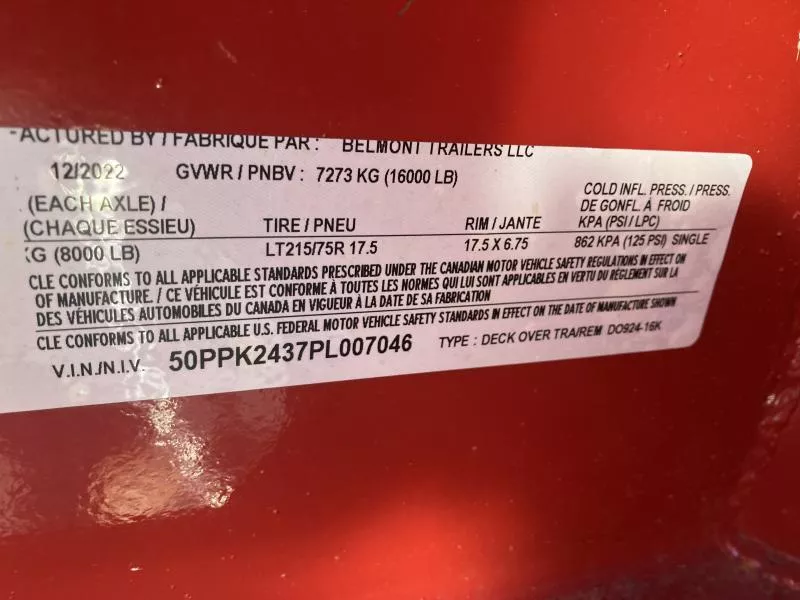 ACTURED BY / FABRIQUE PAR : BELMONT TRAILERS LLC
12/2022 GVWR / PNBV : 7273 KG (16000 LB)
(EACH AXLE) / (CHAQUE ESSIEU) TIRE / PNEU RIM / JANTE COLD INFL. PRESS. / PRESS. DE GONFL. À FROID KPA (PSI / LPC)
KG (8000 LB) LT215/75R 17.5 17.5 X 6.75 862 KPA (125 PSI) SINGLE
CLE CONFORMS TO ALL APPLICABLE STANDARDS PRESCRIBED UNDER THE CANADIAN MOTOR VEHICLE SAFETY REGULATIONS IN EFFECT ON
OF MANUFACTURE. / CE VÉHICULE EST CONFORME À TOUTES LES NORMES QUI LUI SONT APPLICABLES EN VERTU DU RÈGLEMENT SUR LA
DES VÉHICULES AUTOMOBILES DU CANADA EN VIGUEUR À LA DATE DE SA FABRICATION
CLE CONFORMS TO ALL APPLICABLE U.S. FEDERAL MOTOR VEHICLE SAFETY STANDARDS IN EFFECT ON THE DATE OF MANUFACTURE SHOWN
V.I.N./N.I.V. 50PPK2437PL007046 TYPE : DECK OVER TRA/REM DO924-16K